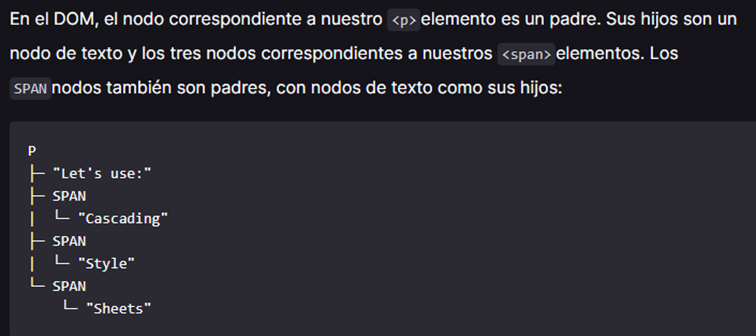 En el DOM, el nodo correspondiente a nuestro <p> elemento es un padre. Sus hijos son un
nodo de texto y los tres nodos correspondientes a nuestros <span> elementos. Los
SPAN nodos también son padres, con nodos de texto como sus hijos:
P
├─ "Let's use:"
├─ SPAN
|  └─ "Cascading"
├─ SPAN
|  └─ "Style"
└─ SPAN
    └─ "Sheets"